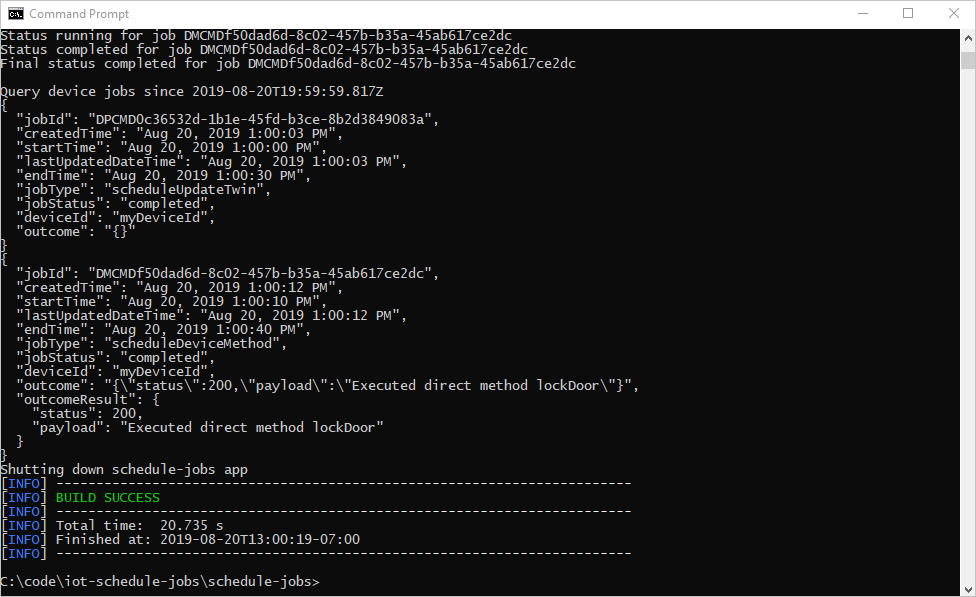 Command Prompt
Status running for job DMCMDf50dad6d-8c02-457b-b35a-45ab617ce2dc
Status completed for job DMCMDf50dad6d-8c02-457b-b35a-45ab617ce2dc
Final status completed for job DMCMDf50dad6d-8c02-457b-b35a-45ab617ce2dc

Query device jobs since 2019-08-20T19:59:59.817Z
{
  "jobId": "DPCMD0c36532d-1b1e-45fd-b3ce-8b2d3849083a",
  "createdTime": "Aug 20, 2019 1:00:03 PM",
  "startTime": "Aug 20, 2019 1:00:00 PM",
  "lastUpdatedDateTime": "Aug 20, 2019 1:00:03 PM",
  "endTime": "Aug 20, 2019 1:00:30 PM",
  "jobType": "scheduleUpdateTwin",
  "jobStatus": "completed",
  "deviceId": "myDeviceId",
  "outcome": "{}"
}
{
  "jobId": "DMCMDf50dad6d-8c02-457b-b35a-45ab617ce2dc",
  "createdTime": "Aug 20, 2019 1:00:12 PM",
  "startTime": "Aug 20, 2019 1:00:10 PM",
  "lastUpdatedDateTime": "Aug 20, 2019 1:00:12 PM",
  "endTime": "Aug 20, 2019 1:00:40 PM",
  "jobType": "scheduleDeviceMethod",
  "jobStatus": "completed",
  "deviceId": "myDeviceId",
  "outcome": "{\"status\":200,\"payload\":\"Executed direct method lockDoor\"}",
  "outcomeResult": {
    "status": 200,
    "payload": "Executed direct method lockDoor"
  }
}
Shutting down schedule-jobs app
[INFO] ------------------------------------------------------------------------
[INFO] BUILD SUCCESS
[INFO] ------------------------------------------------------------------------
[INFO] Total time:  20.735 s
[INFO] Finished at: 2019-08-20T13:00:19-07:00
[INFO] ------------------------------------------------------------------------

C:\code\iot-schedule-jobs\schedule-jobs>